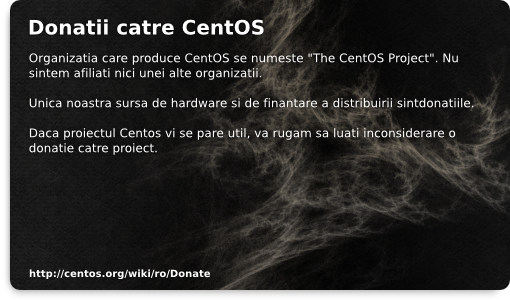 Donatii catre CentOS
Organizatia care produce CentOS se numeste "The CentOS Project". Nu
sintem afiliati nici unei alte organizatii.
Unica noastra sursa de hardware si de finantare a distribuirii sintdonatiile.
Daca proiectul Centos vi se pare util, va rugam sa luati inconsiderare o
donatie catre proiect.
http://centos.org/wiki/ro/Donate